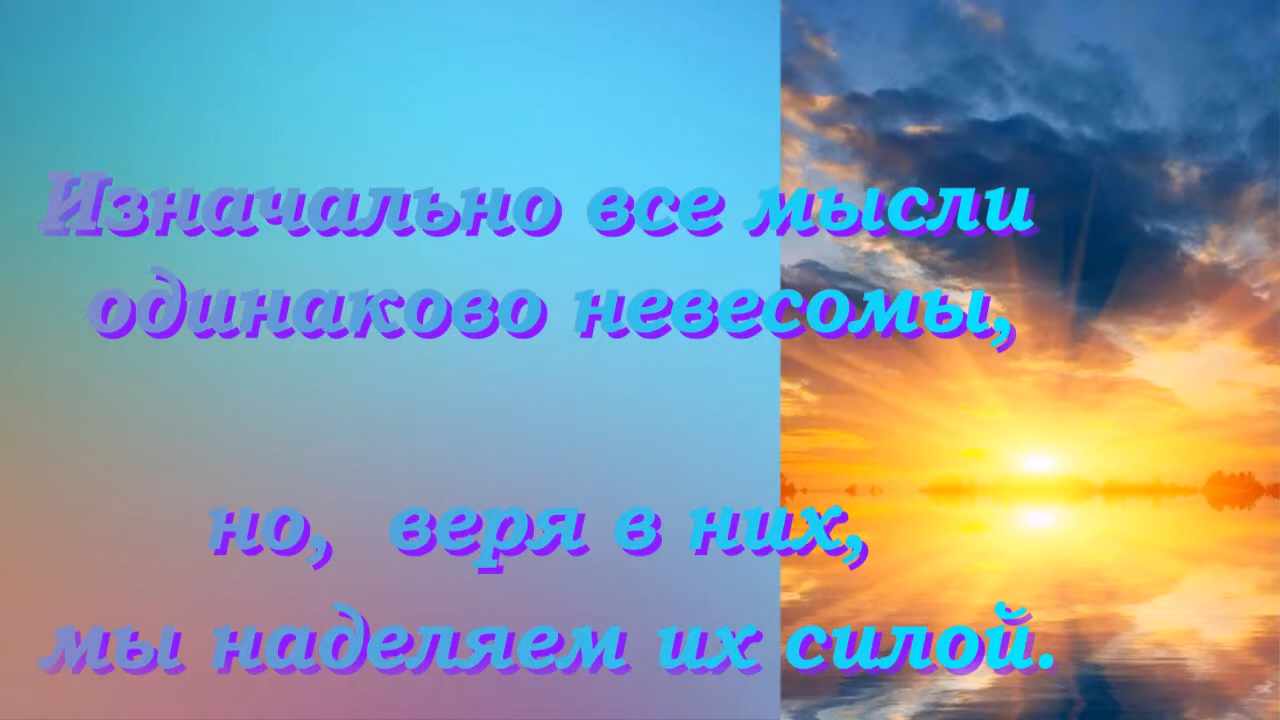 Изначально все мысли
одинаково невесомы,
но, веря в них,
мы наделяем их силой.